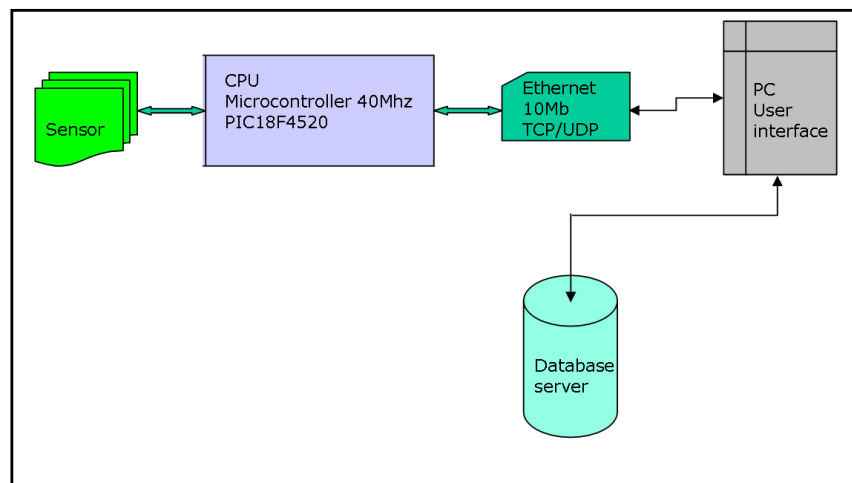 Sensor
CPU
Microcontroller 40Mhz
PIC18F4520
Ethernet
10Mb
TCP/UDP
PC
User
interface
Database
server